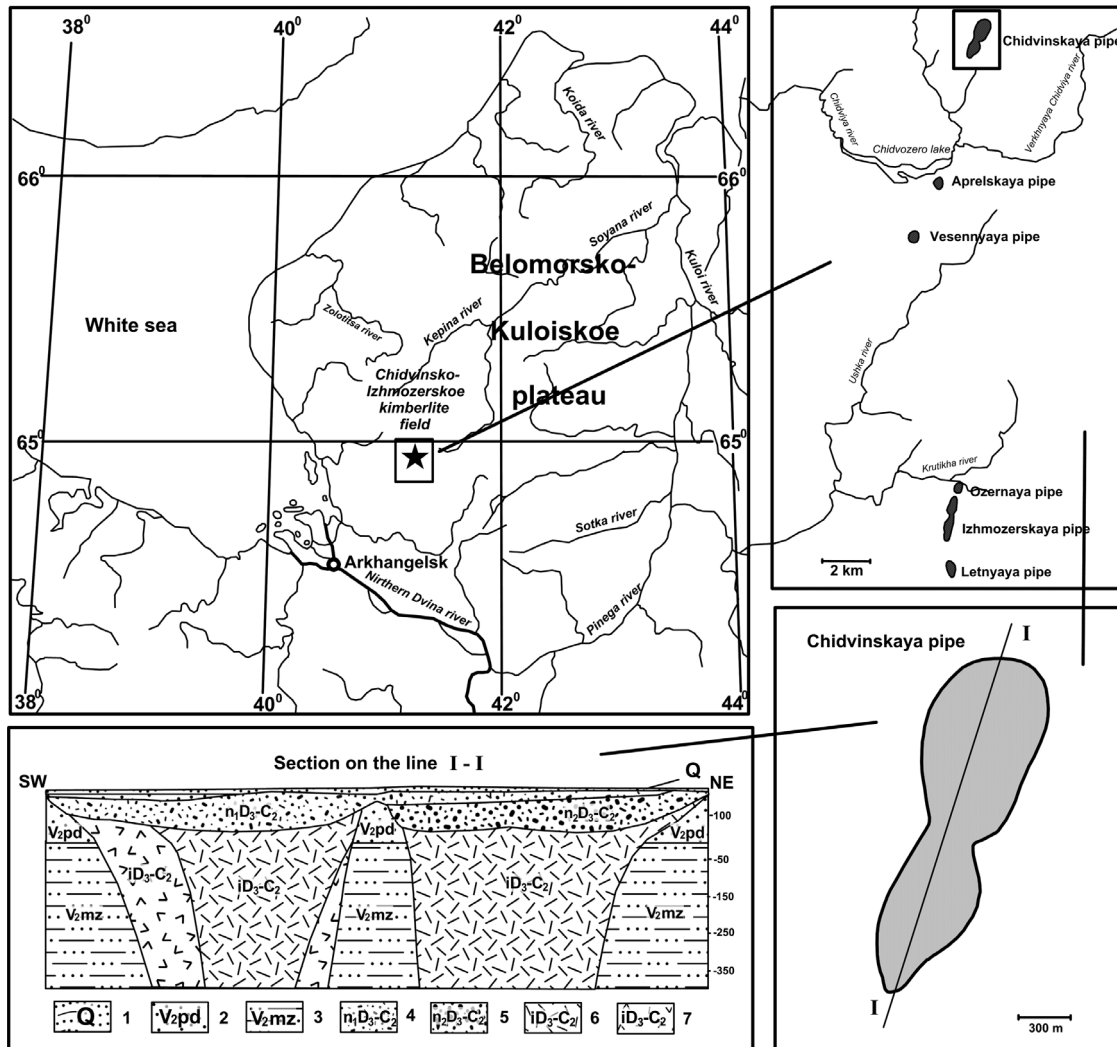 38⁰
40⁰
42⁰
44⁰
Koida river
66⁰
66⁰
Soyana river
Belomorsko-
Kuloi river
White sea
Zolotitsa river
Kepina river
Kuloiskoe
Chidvinsko-
Izhmozerskoe
kimberlite
field
plateau
65⁰
65⁰
Sotka river
Arkhangelsk
Nirthern Dvina river
Pinega river
38⁰
40⁰
42⁰
44⁰
Chidvinskaya pipe
Chidviya river
Verkhnyaya Chidviya river
Chidvozero lake
Aprelskaya pipe
Vesennyaya pipe
Ushka river
Krutikha river
Ozernaya pipe
Izhmozerskaya pipe
2 km
Letnyaya pipe
Chidvinskaya pipe
I
I
300 m
Section on the line I - I
SW
Q
NE
n₁D₃-C₂
n₂D₃-C₂
100
V₂pd
V₂pd
V₂pd
-50
iD₃-C₂
iD₃-C₂
iD₃-C₂
-150
V₂mz
V₂mz
V₂mz
-250
-350
Q 1
V₂pd 2
V₂mz 3
n₁D₃-C₂ 4
n₂D₃-C₂ 5
iD₃-C₂ 6
iD₃-C₂ 7